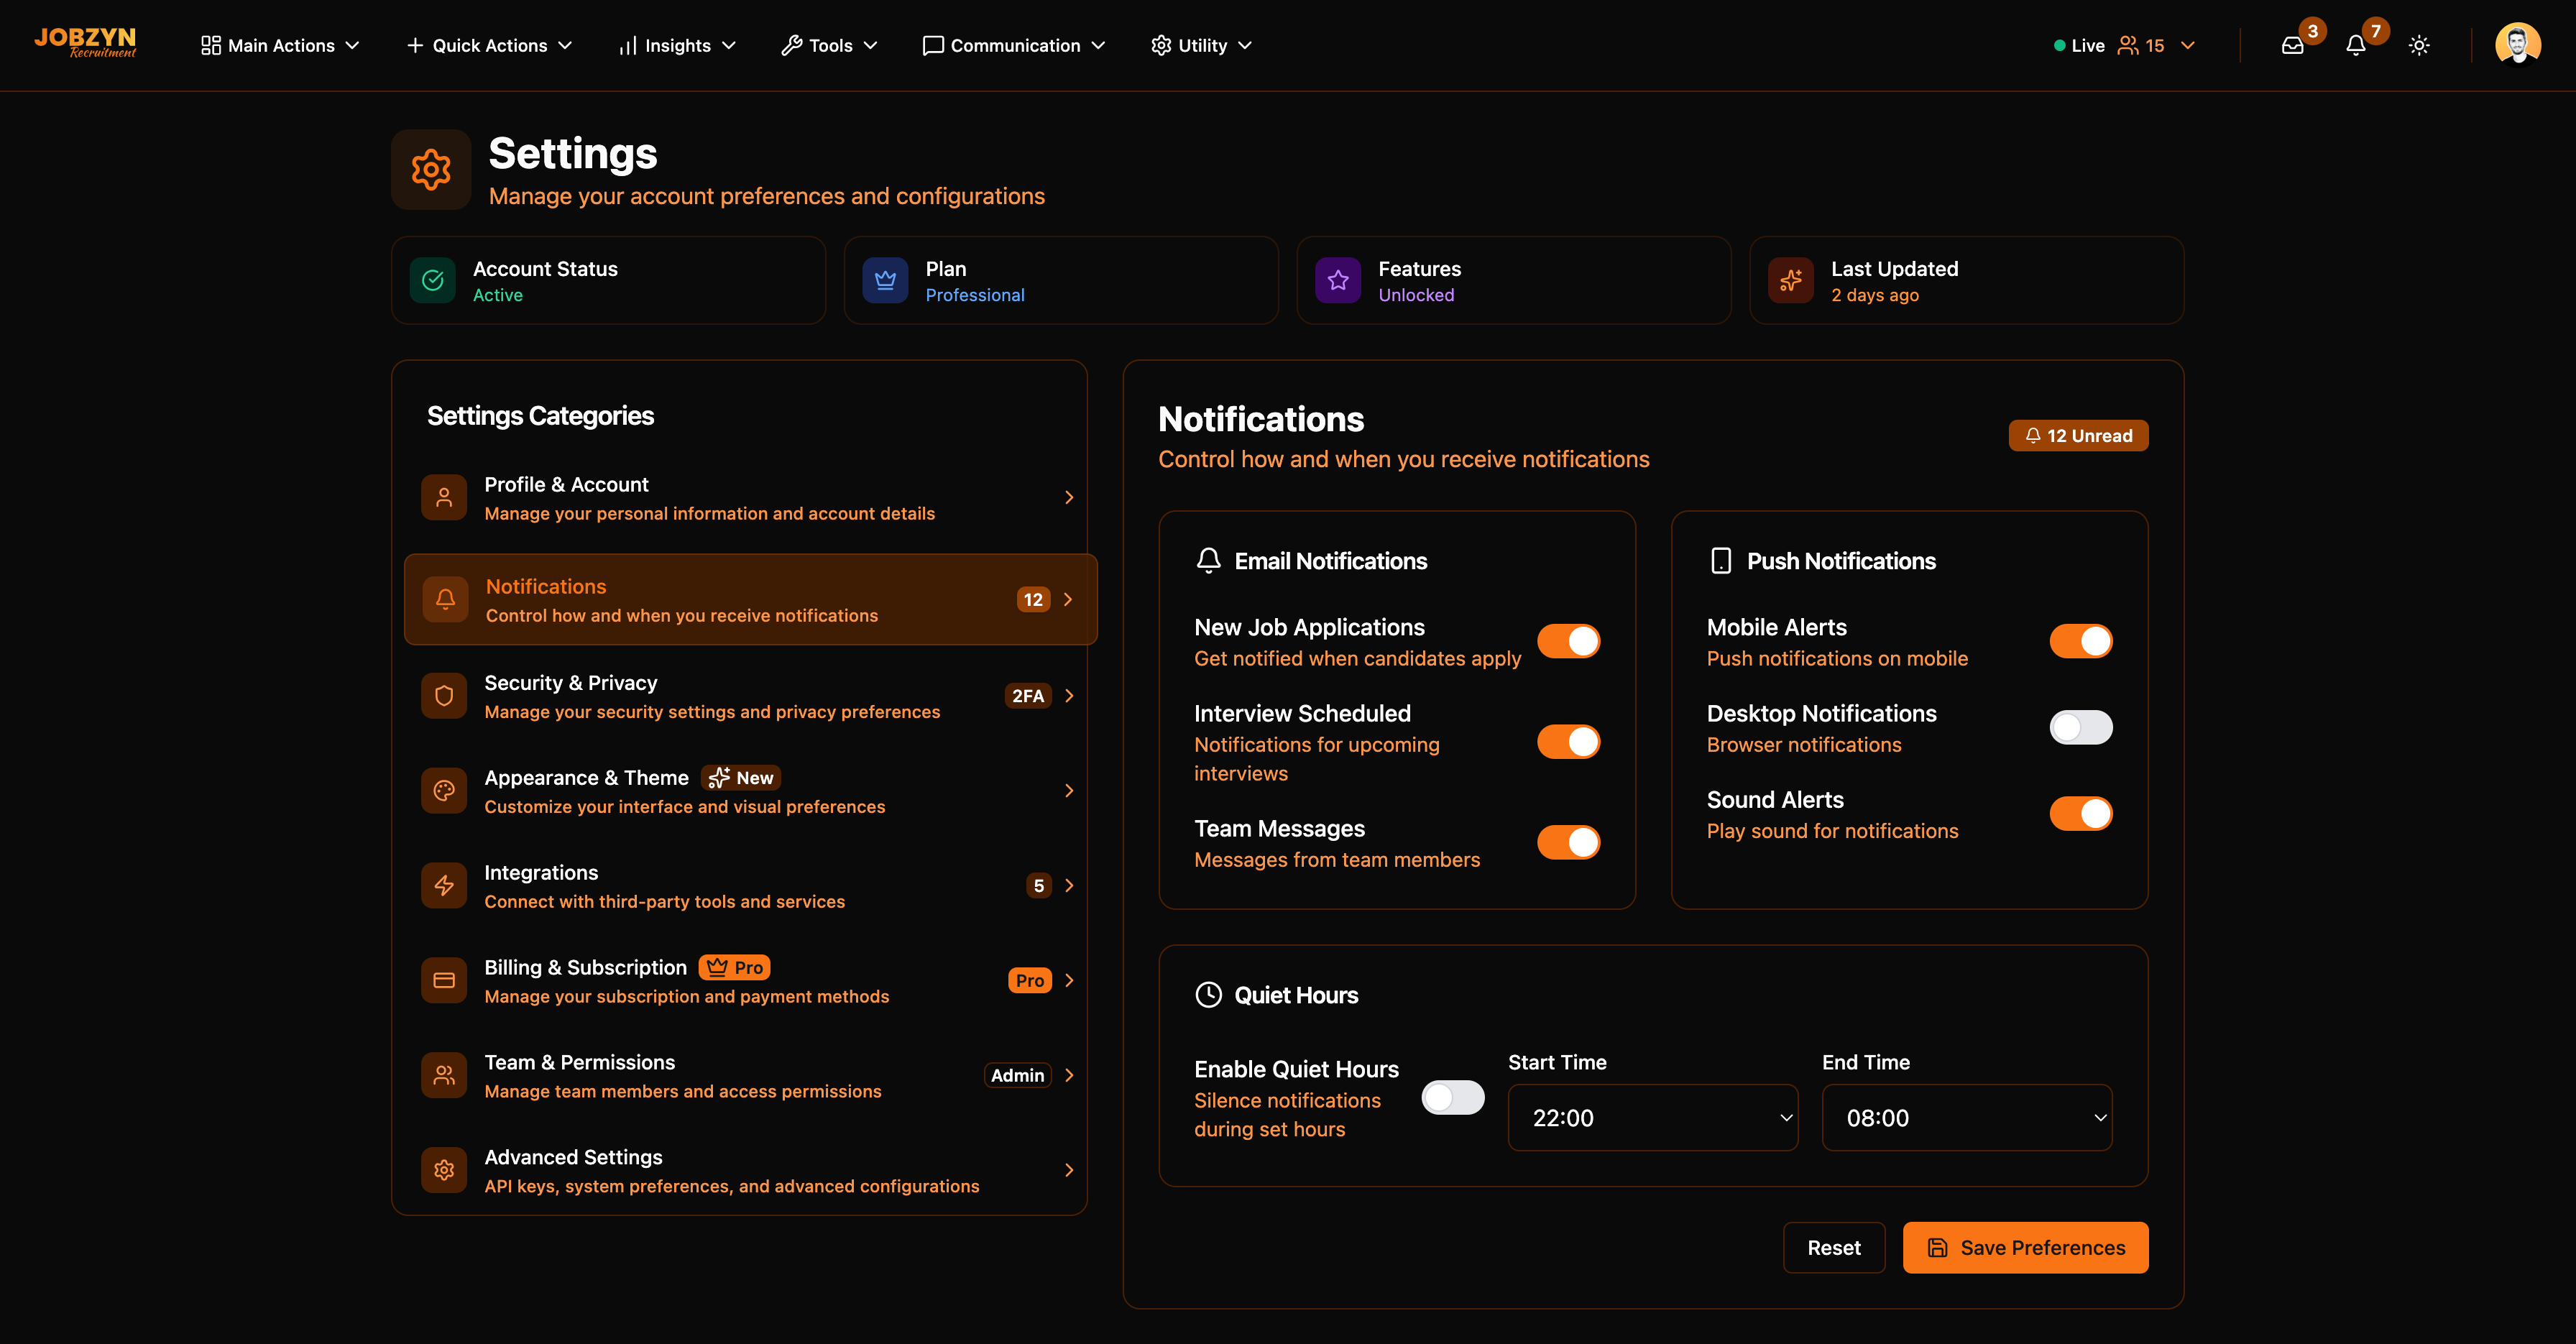 JOBZYN
Recruitment
Main Actions
Quick Actions
Insights
Tools
Communication
Utility
Live
15
3
7
Settings
Manage your account preferences and configurations
Account Status
Active
Plan
Professional
Features
Unlocked
Last Updated
2 days ago
Settings Categories
Profile & Account
Manage your personal information and account details
Notifications
Control how and when you receive notifications
12
Security & Privacy
Manage your security settings and privacy preferences
2FA
Appearance & Theme New
Customize your interface and visual preferences
Integrations
Connect with third-party tools and services
5
Billing & Subscription Pro
Manage your subscription and payment methods
Pro
Team & Permissions
Manage team members and access permissions
Admin
Advanced Settings
API keys, system preferences, and advanced configurations
Notifications
Control how and when you receive notifications
12 Unread
Email Notifications
New Job Applications
Get notified when candidates apply
Interview Scheduled
Notifications for upcoming
interviews
Team Messages
Messages from team members
Push Notifications
Mobile Alerts
Push notifications on mobile
Desktop Notifications
Browser notifications
Sound Alerts
Play sound for notifications
Quiet Hours
Enable Quiet Hours
Silence notifications
during set hours
Start Time
22:00
End Time
08:00
Reset
Save Preferences